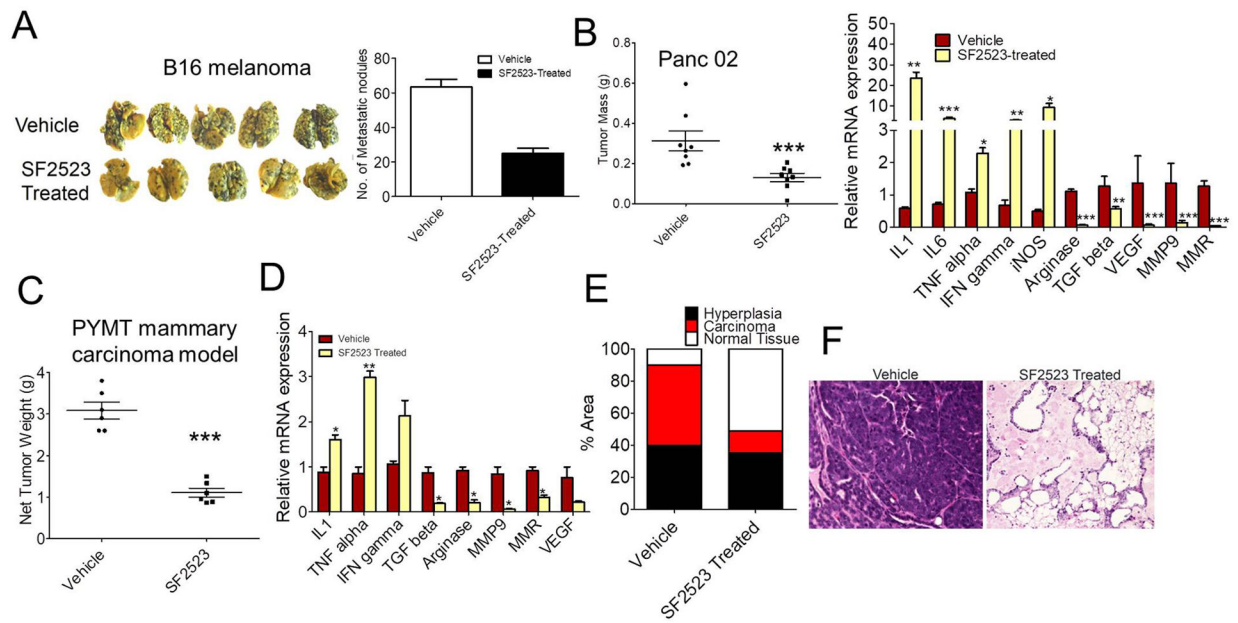 A
B16 melanoma
Vehicle
SF2523
Treated
No. of Metastatic nodules
80
60
40
20
0
Vehicle
SF2523-Treated
Vehicle
SF2523-Treated
B
Panc 02
Tumor Mass (g)
0.8
0.6
0.4
0.2
0.0
***
Vehicle
SF2523
Relative mRNA expression
50
30
25
20
15
10
5
2
1
0
Vehicle
SF2523-treated
**
***
*
**
*
***
**
***
***
***
IL1
IL6
TNF alpha
IFN gamma
iNOS
Arginase
TGF beta
VEGF
MMP9
MMR
C
PYMT mammary
carcinoma model
Net Tumor Weight (g)
4
3
2
1
0
***
Vehicle
SF2523
D
Relative mRNA expression
4
3
2
1
0
Vehicle
SF2523 Treated
*
**
*
*
*
*
IL1
TNF alpha
IFN gamma
TGF beta
Arginase
MMP9
MMR
VEGF
E
Hyperplasia
Carcinoma
Normal Tissue
% Area
100
80
60
40
20
0
Vehicle
SF2523 Treated
F
Vehicle
SF2523 Treated